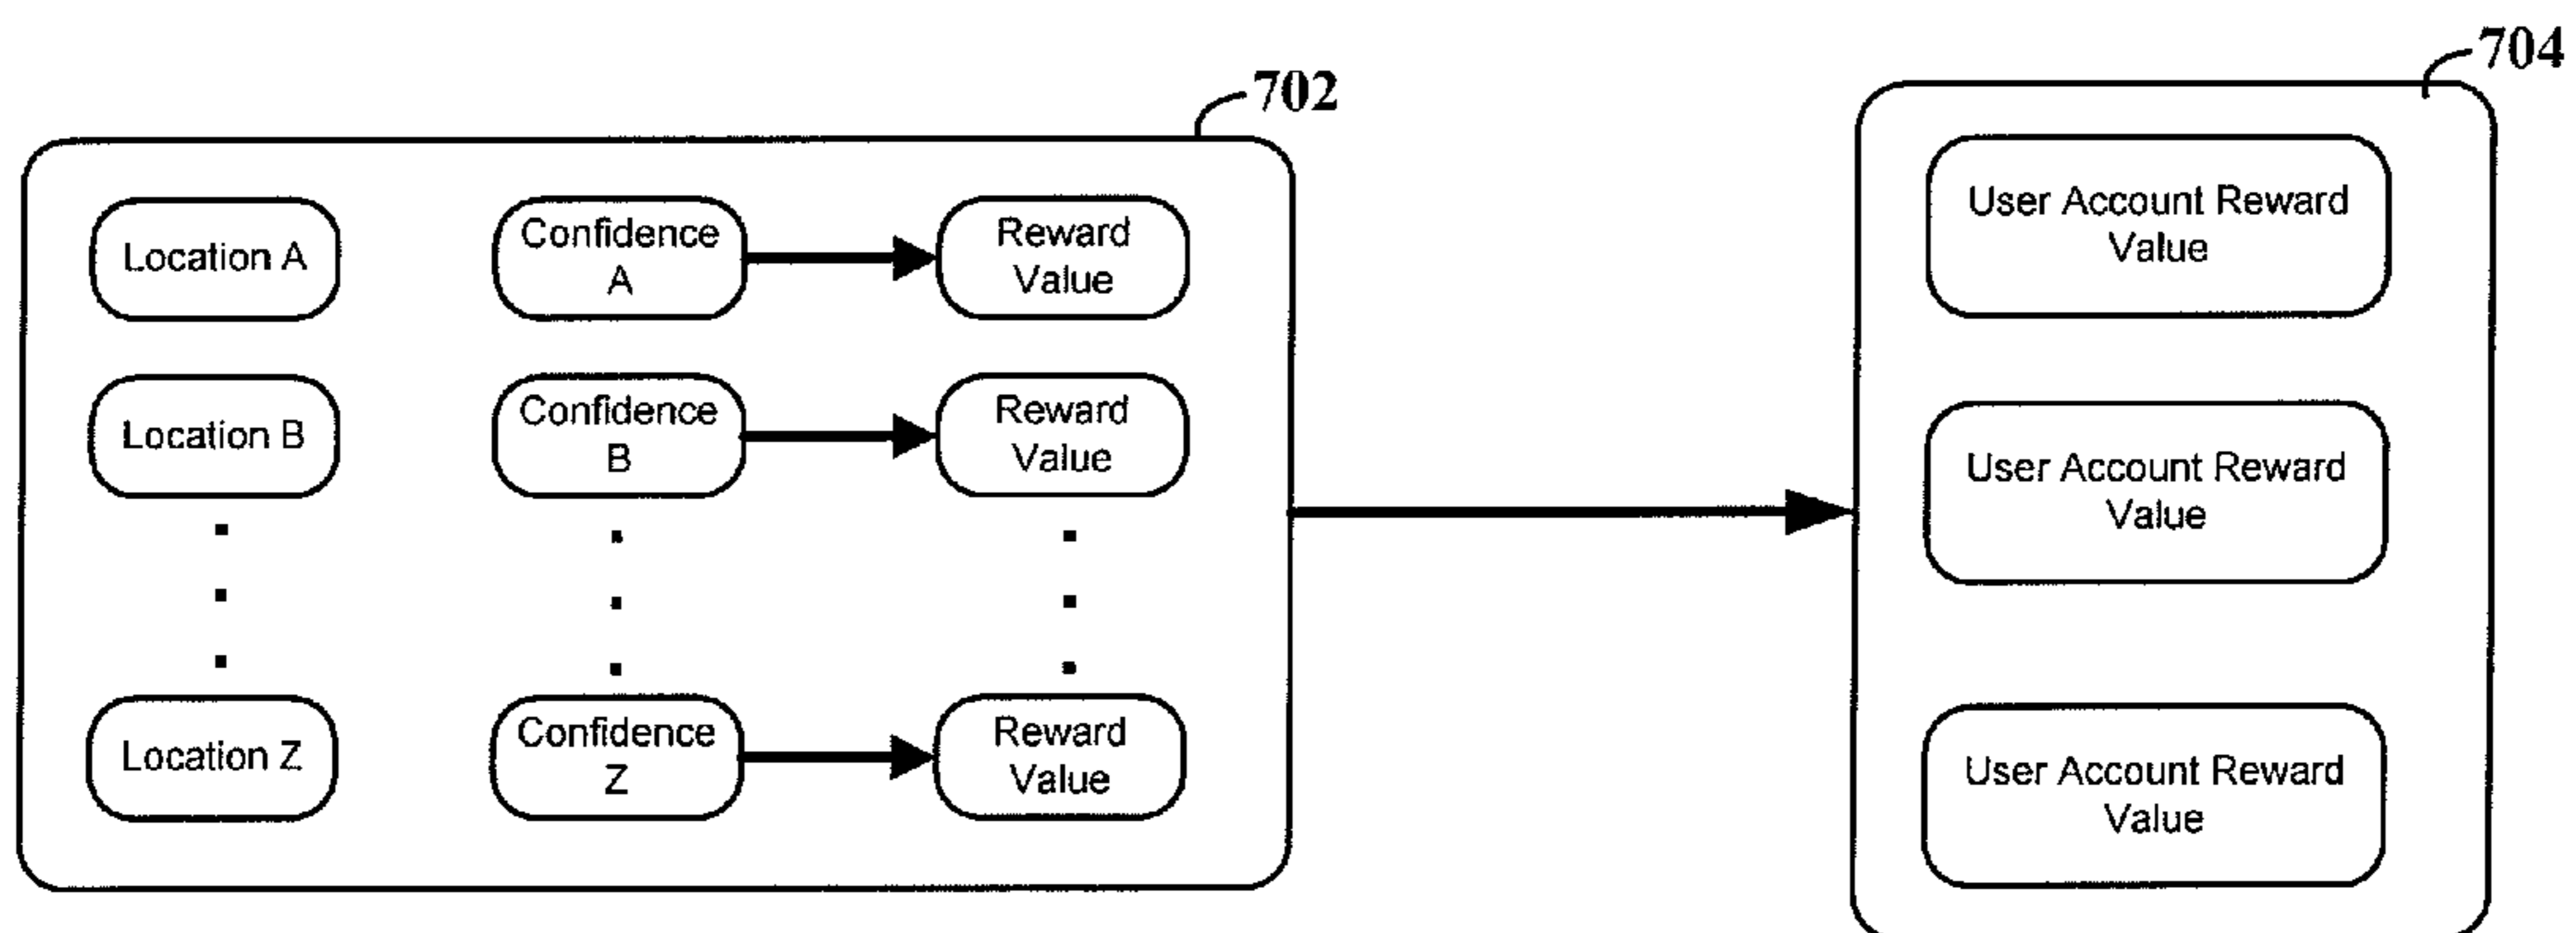 702
704
Location A
Confidence
A
Reward
Value
Location B
Confidence
B
Reward
Value
Location Z
Confidence
Z
Reward
Value
User Account Reward
Value
User Account Reward
Value
User Account Reward
Value